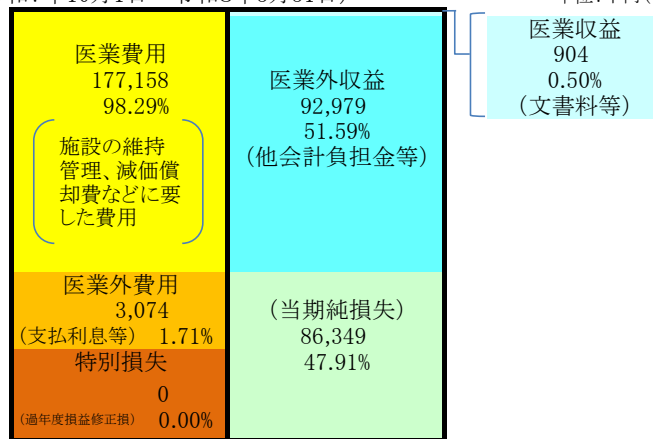 医業費用
177,158
98.29%
施設の維持
管理、減価償
却費などに要
した費用
医業外費用
3,074
(支払利息等) 1.71%
特別損失
0
(過年度損益修正損) 0.00%
医業外収益
92,979
51.59%
(他会計負担金等)
(当期純損失)
86,349
47.91%
医業収益
904
0.50%
(文書料等)